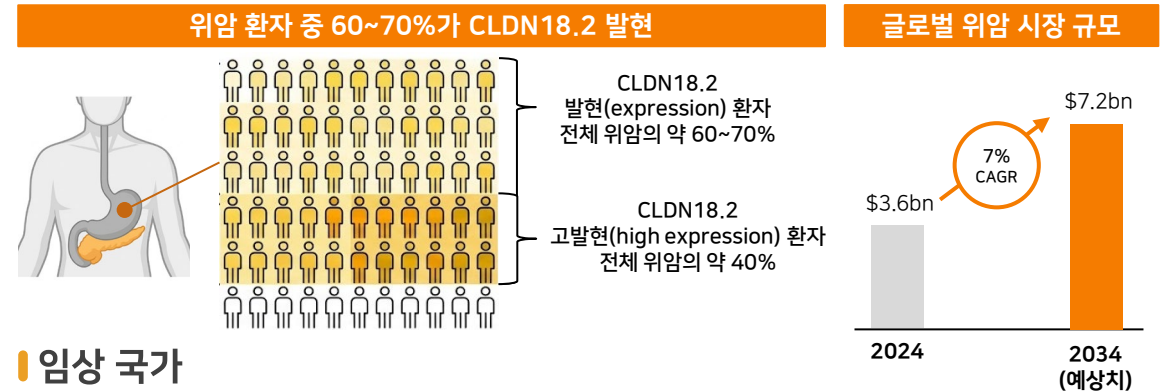 위암 환자 중 60~70%가 CLDN18.2 발현
CLDN18.2
발현(expression) 환자
전체 위암의 약 60~70%
CLDN18.2
고발현(high expression) 환자
전체 위암의 약 40%
글로벌 위암 시장 규모
$7.2bn
7%
CAGR
$3.6bn
2024
2034
(예상치)
임상 국가